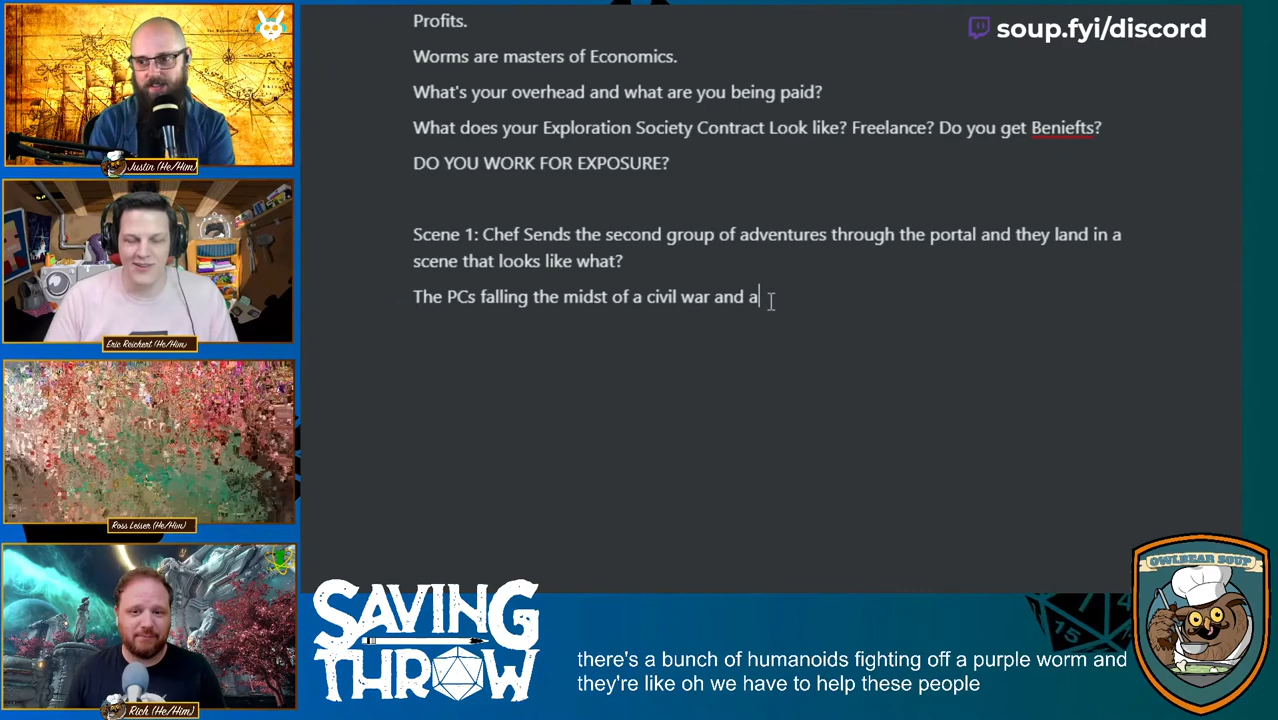 Profits.
soup.fyi/discord
Worms are masters of Economics.
What's your overhead and what are you being paid?
What does your Exploration Society Contract Look like? Freelance? Do you get Beniefts?
DO YOU WORK FOR EXPOSURE?
Scene 1: Chef Sends the second group of adventures through the portal and they land in a
scene that looks like what?
The PCs falling the midst of a civil war and a
Justin (He/Him)
Eric Reichert (He/Him)
Ross Leiser (He/Him)
Rich (He/Him)
SAVING
THROW
there's a bunch of humanoids fighting off a purple worm and
they're like oh we have to help these people
OWLBEAR SOUP
15